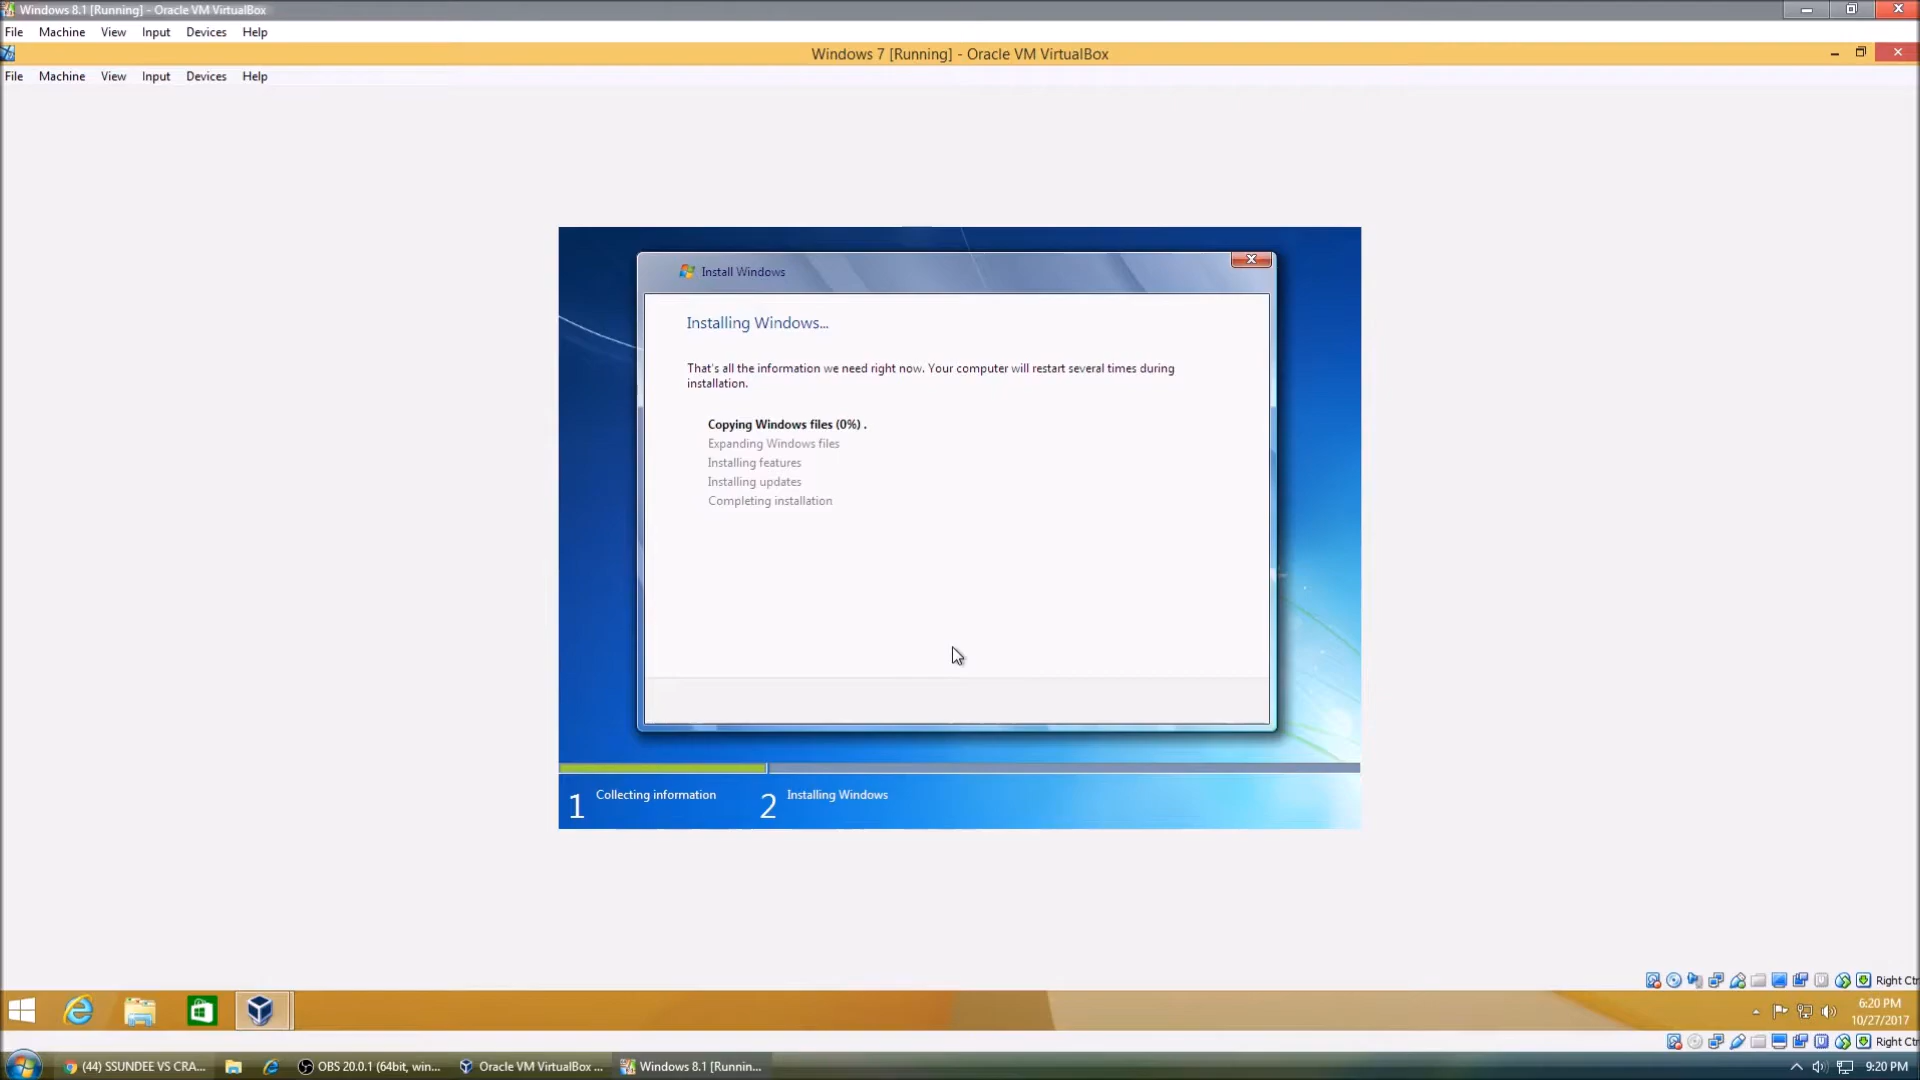 Windows 8.1 [Running] - Oracle VM VirtualBox
File Machine View Input Devices Help
Windows 7 [Running] - Oracle VM VirtualBox
File Machine View Input Devices Help
Install Windows
Installing Windows...
That's all the information we need right now. Your computer will restart several times during
installation.
Copying Windows files (0%) .
Expanding Windows files
Installing features
Installing updates
Completing installation
1 Collecting information 2 Installing Windows
Right Ctr
6:20 PM
10/27/2017
Right Ctr
(44) SSUNDEE VS CRA... OBS 20.0.1 (64bit, win... Oracle VM VirtualBox ... Windows 8.1 [Runnin... 9:20 PM